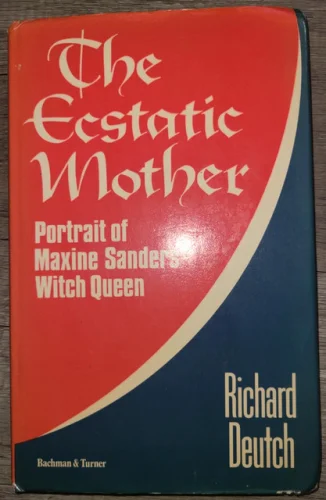 The
Ecstatic
Mother
Portrait of
Maxine Sanders
Witch Queen
Richard
Deutch
Bachman & Turner